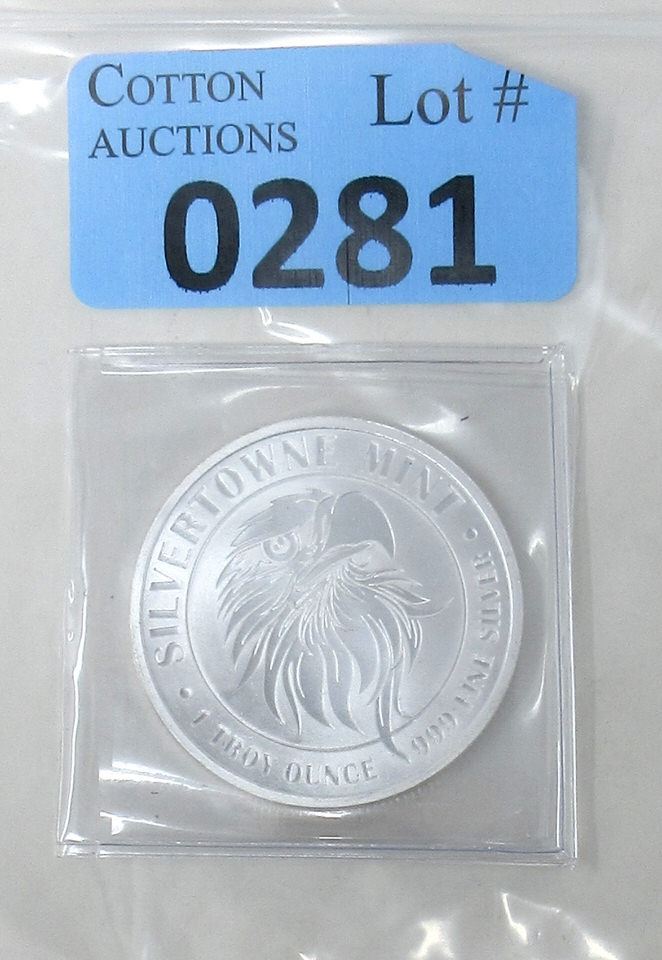 COTTON
AUCTIONS
Lot #
0281
SILVERTOWNE MINT
• 1 TROY OUNCE .999 FINE SILVER •